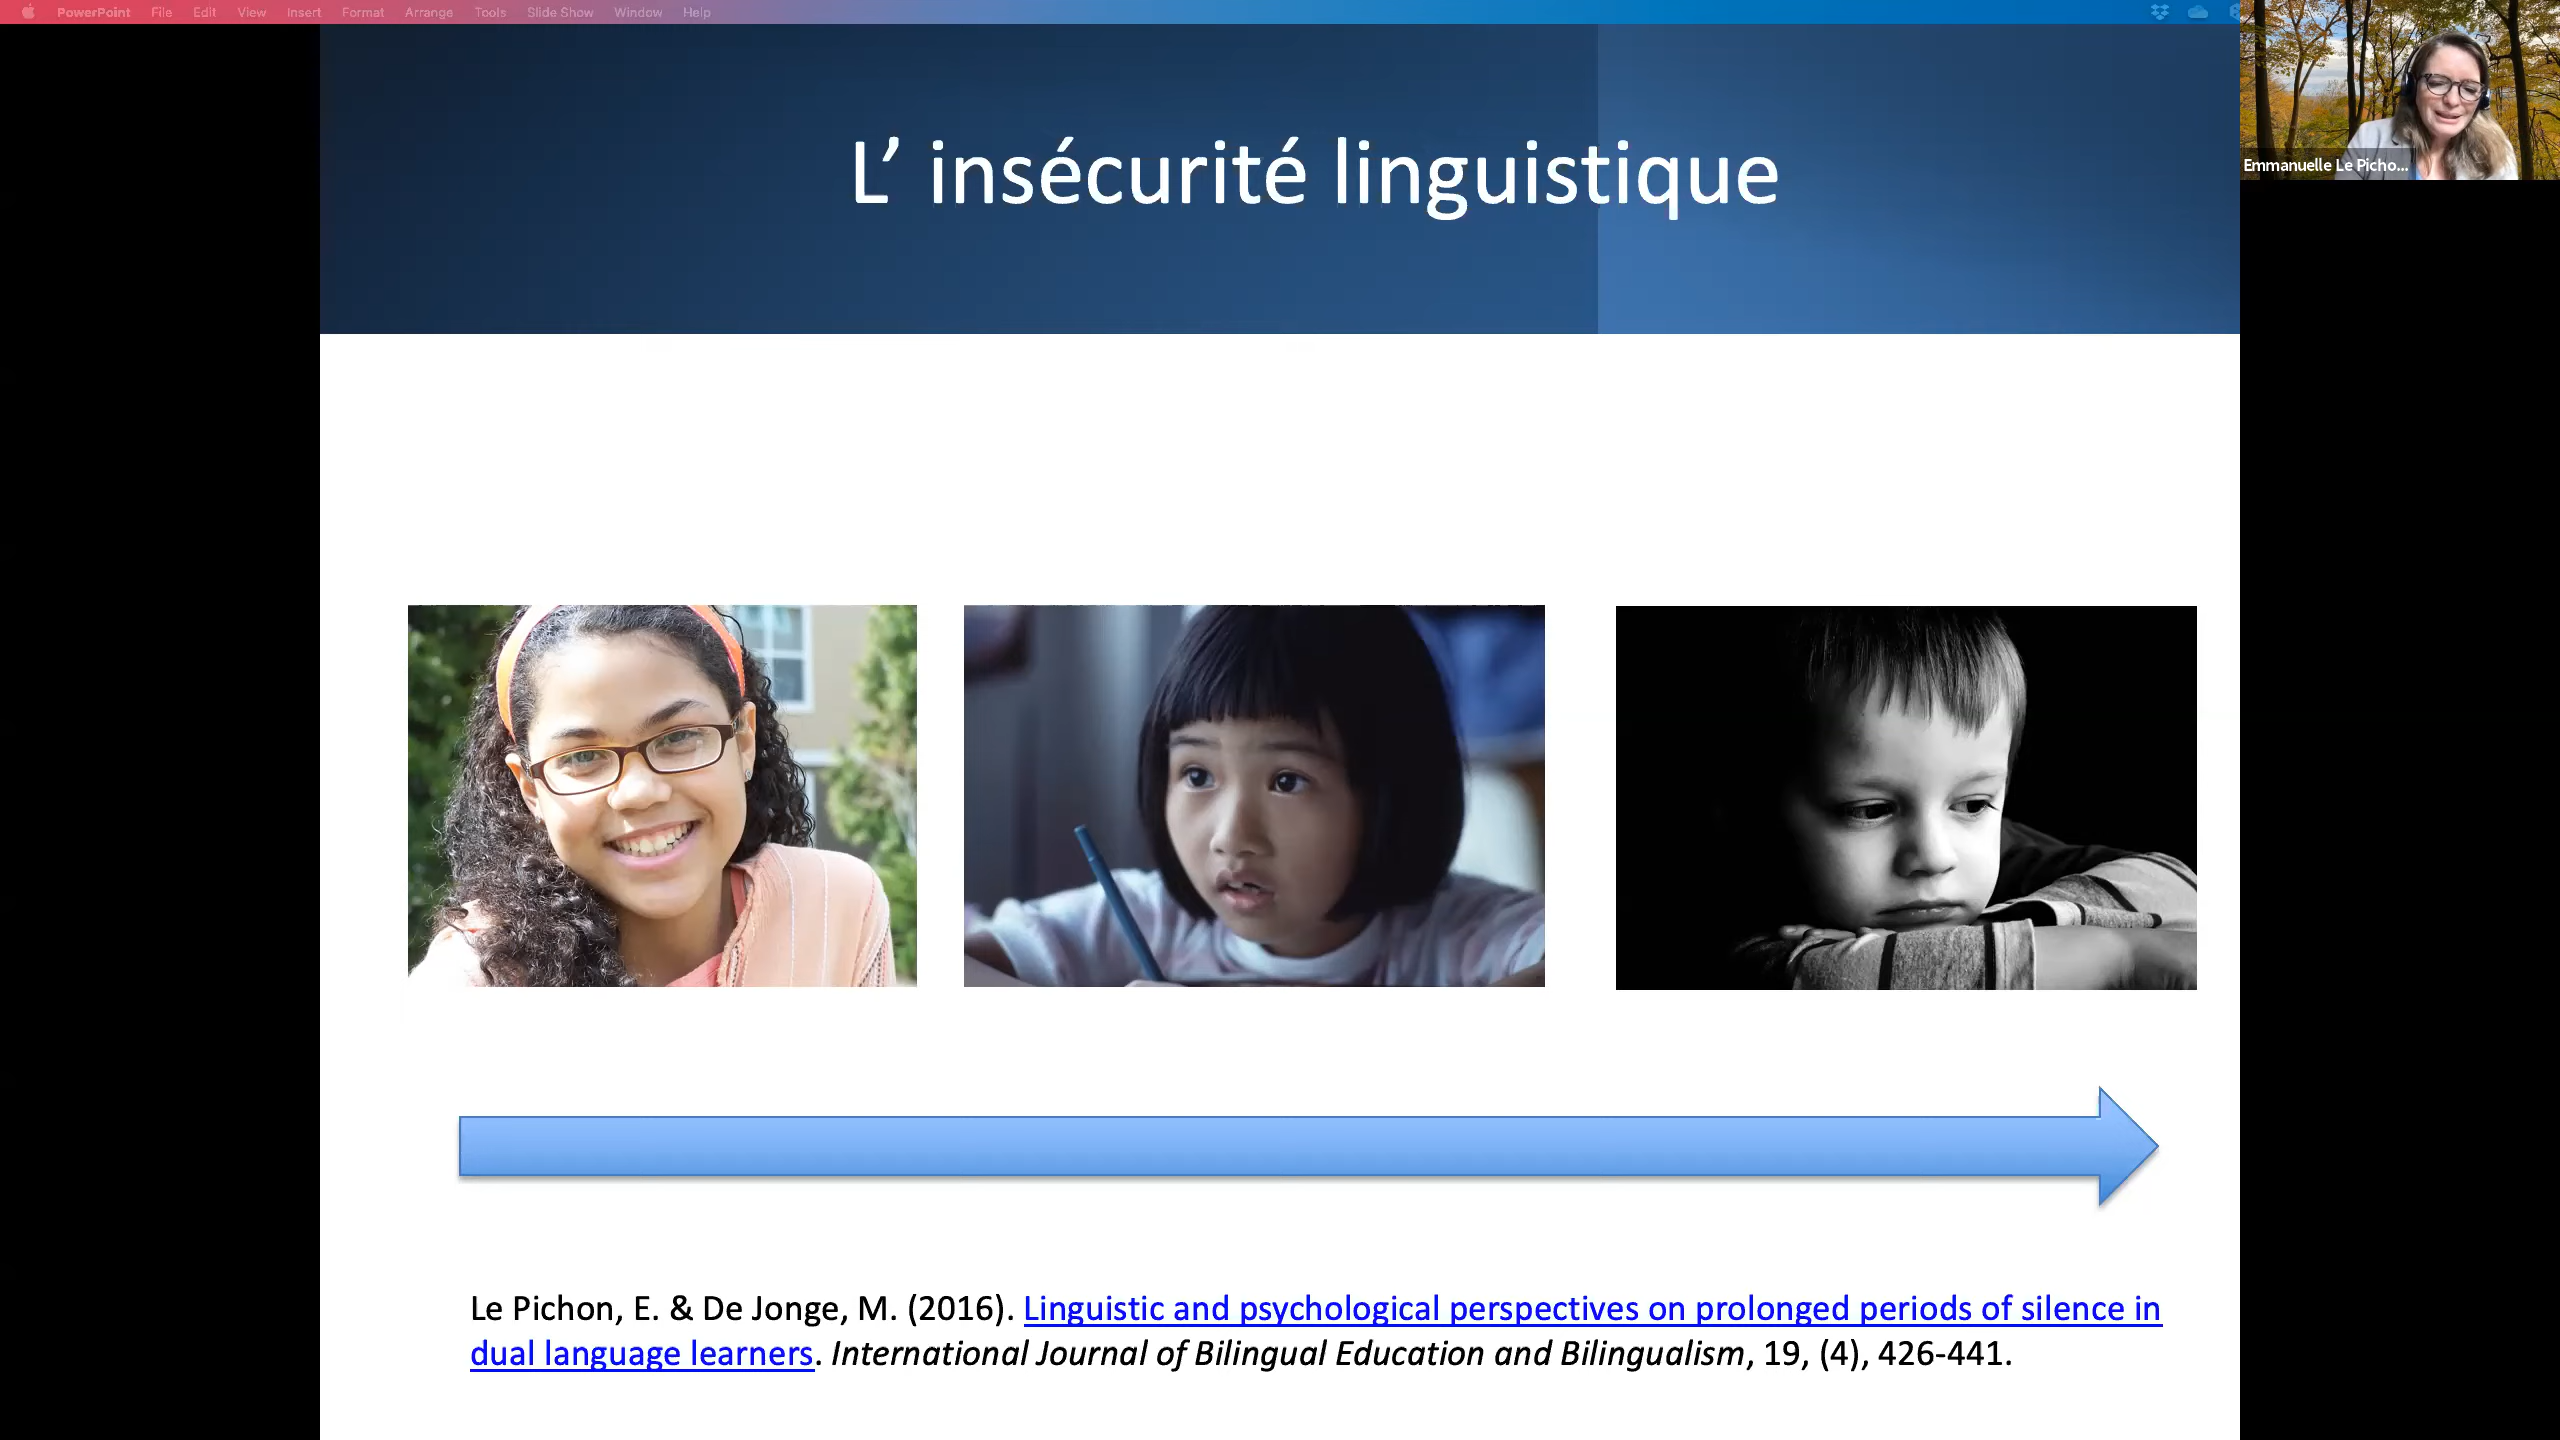 PowerPoint File Edit View Insert Format Arrange Tools Slide Show Window Help
L’ insécurité linguistique
Emmanuelle Le Picho...
Le Pichon, E. & De Jonge, M. (2016). Linguistic and psychological perspectives on prolonged periods of silence in
dual language learners. International Journal of Bilingual Education and Bilingualism, 19, (4), 426-441.